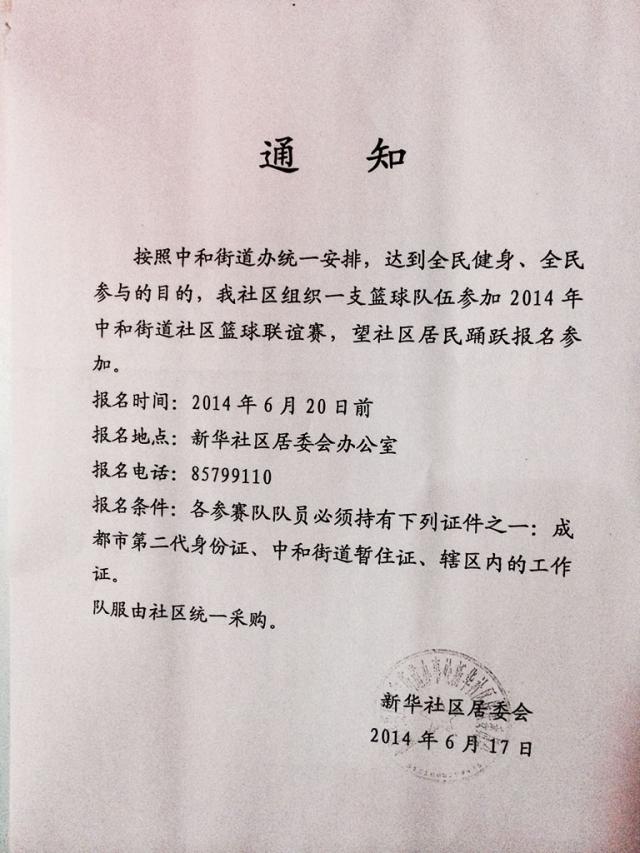 通 知
按照中和街道办统一安排，达到全民健身、全民
参与的目的，我社区组织一支篮球队伍参加 2014 年
中和街道社区篮球联谊赛，望社区居民踊跃报名参
加。
报名时间：2014 年 6 月 20 日前
报名地点：新华社区居委会办公室
报名电话：85799110
报名条件：各参赛队队员必须持有下列证件之一：成
都市第二代身份证、中和街道暂住证、辖区内的工作
证。
队服由社区统一采购。
新华社区居委会
2014 年 6 月 17 日